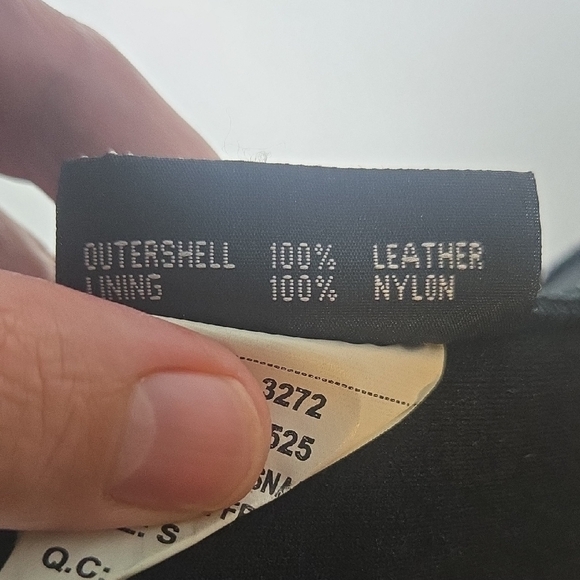 OUTERSHELL 100% LEATHER
LINING 100% NYLON
3272
525
S
Q.C: